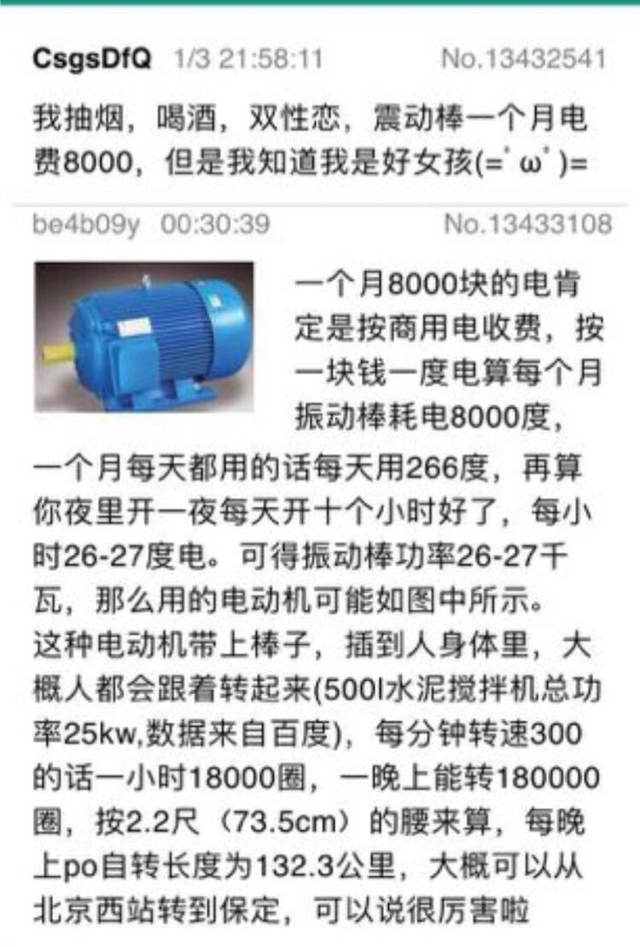 CsgsDfQ 1/3 21:58:11 No.13432541
我抽烟，喝酒，双性恋，震动棒一个月电
费8000，但是我知道我是好女孩(=ﾟωﾟ)=
be4b09y 00:30:39 No.13433108
一个月8000块的电肯
定是按商用电收费，按
一块钱一度电算每个月
振动棒耗电8000度，
一个月每天都用的话每天用266度，再算
你夜里开一夜每天开十个小时好了，每小
时26-27度电。可得振动棒功率26-27千
瓦，那么用的电动机可能如图中所示。
这种电动机带上棒子，插到人身体里，大
概人都会跟着转起来(500l水泥搅拌机总功
率25kw,数据来自百度)，每分钟转速300
的话一小时18000圈，一晚上能转180000
圈，按2.2尺（73.5cm）的腰来算，每晚
上po自转长度为132.3公里，大概可以从
北京西站转到保定，可以说很厉害啦